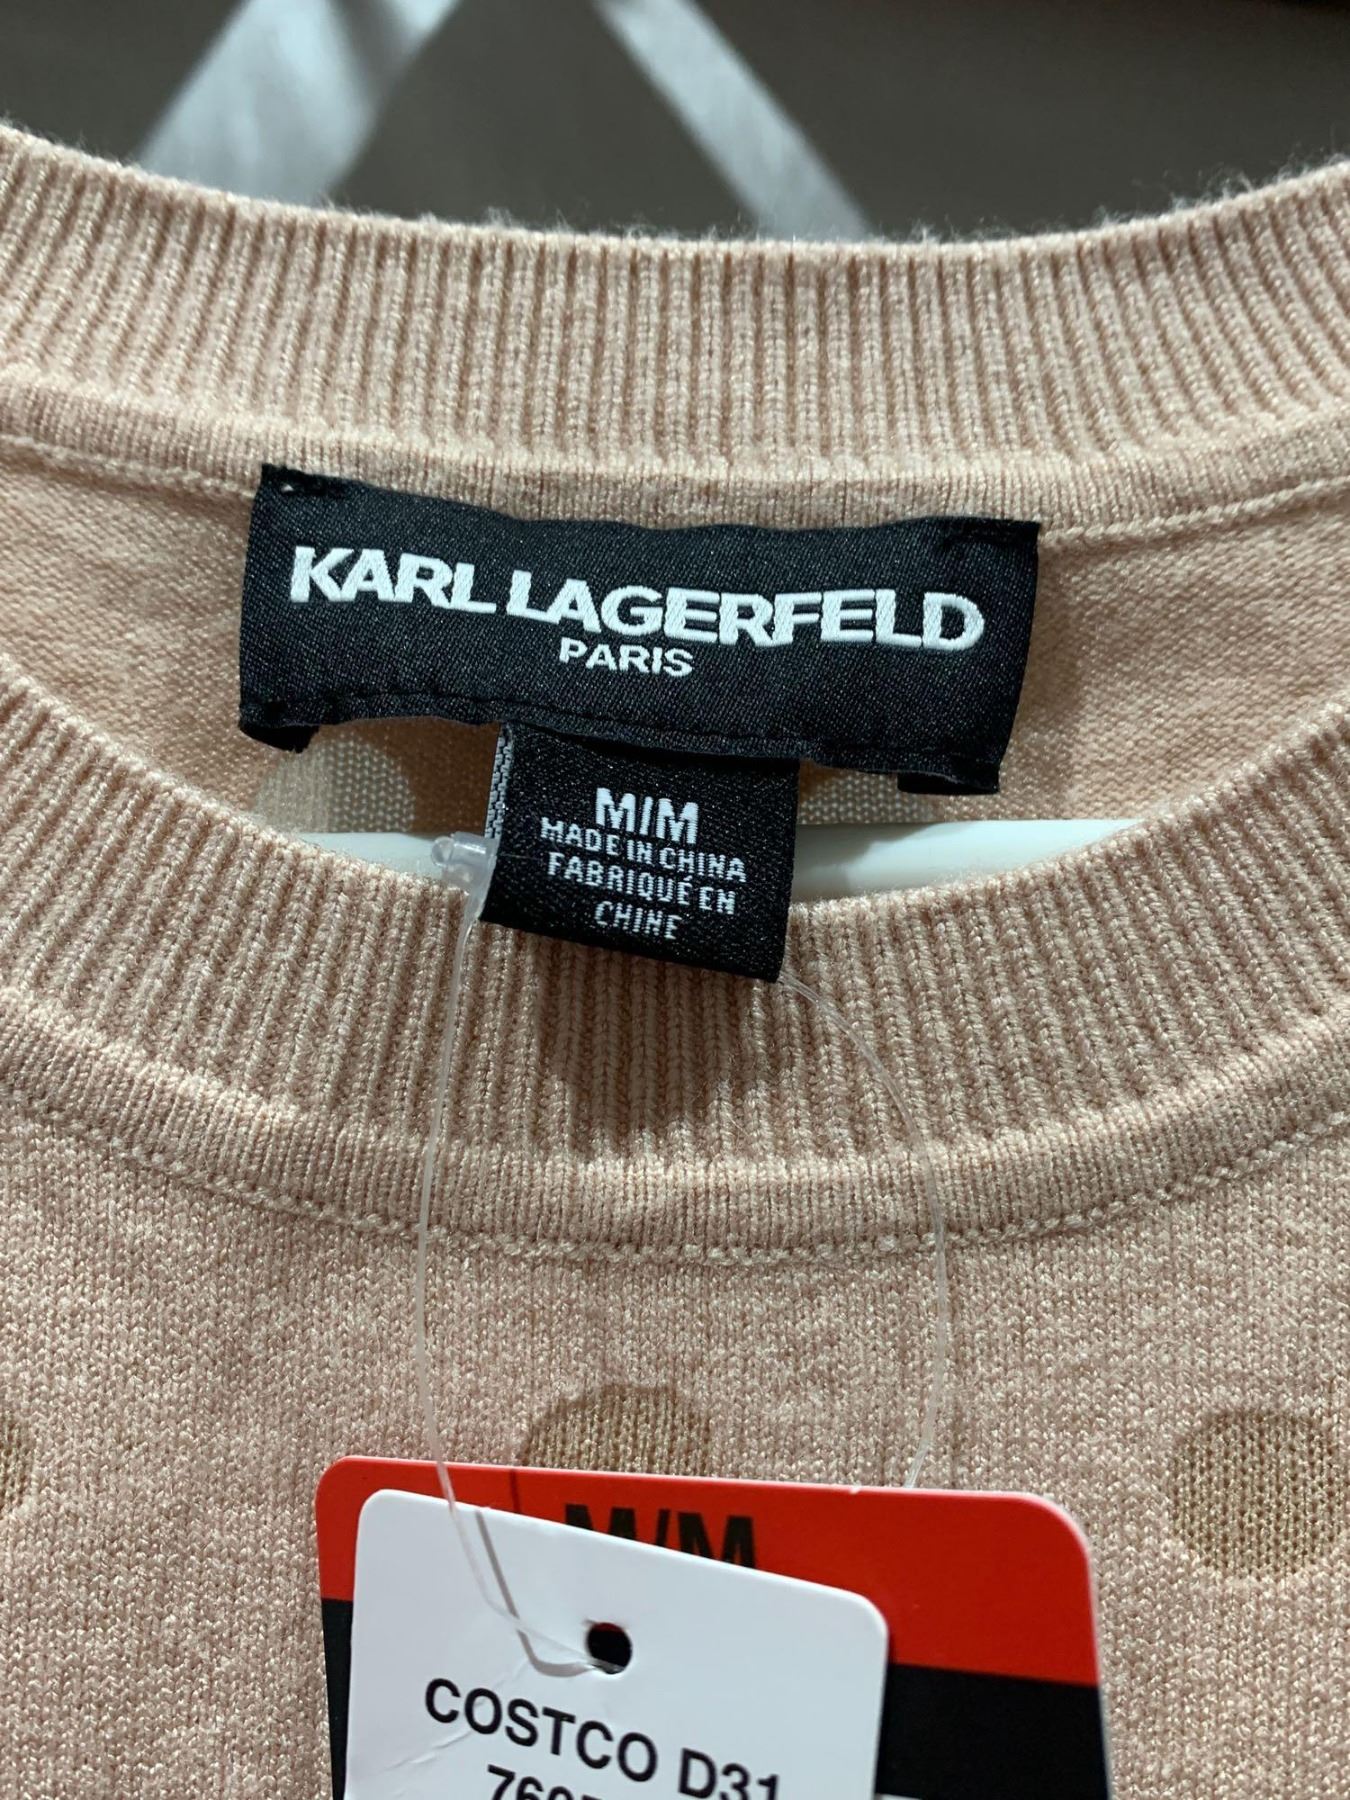 KARL LAGERFELD
PARIS
M/M
MADE IN CHINA
FABRIQUÉ EN
CHINE
M/M
COSTCO D31